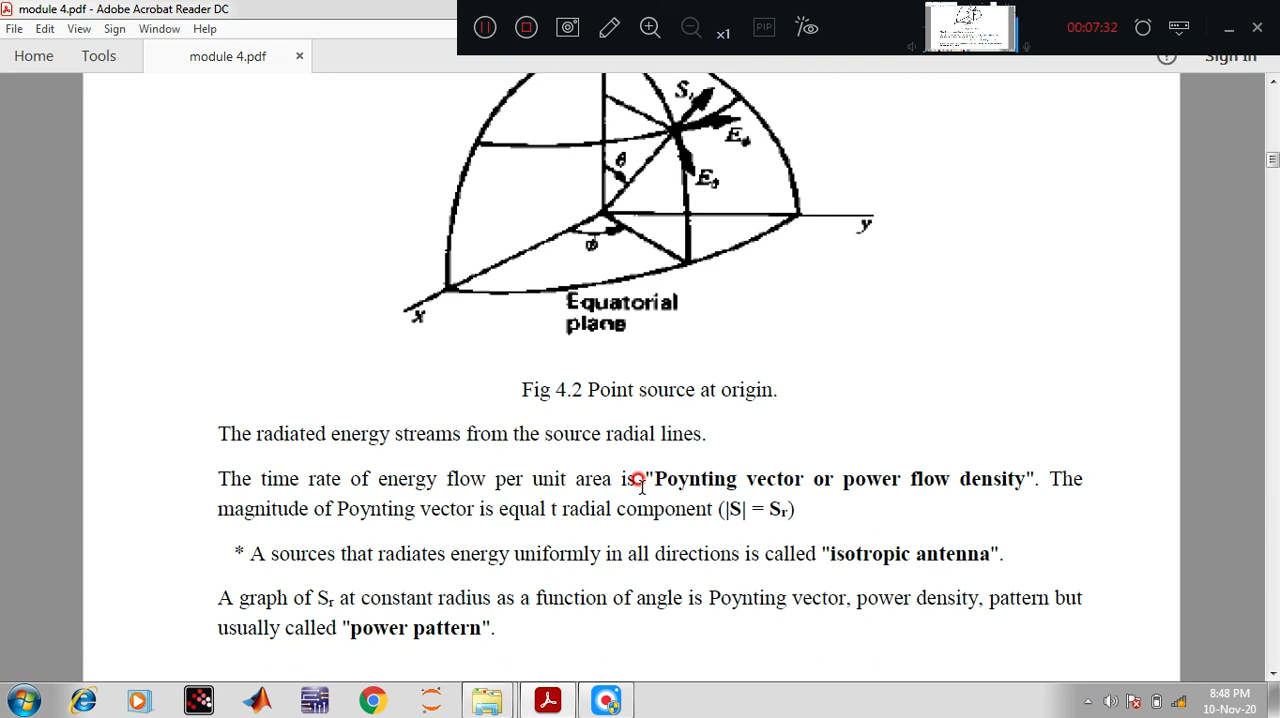 module 4.pdf - Adobe Acrobat Reader DC
File Edit View Sign Window Help
x1
PIP
00:07:32
Home Tools module 4.pdf ×
Sign In
Sr
Eφ
θ
Eθ
y
φ
Equatorial
plane
x
Fig 4.2 Point source at origin.
The radiated energy streams from the source radial lines.
The time rate of energy flow per unit area is "Poynting vector or power flow density". The
magnitude of Poynting vector is equal t radial component (|S| = Sr)
* A sources that radiates energy uniformly in all directions is called "isotropic antenna".
A graph of Sr at constant radius as a function of angle is Poynting vector, power density, pattern but
usually called "power pattern".
8:48 PM
10-Nov-20